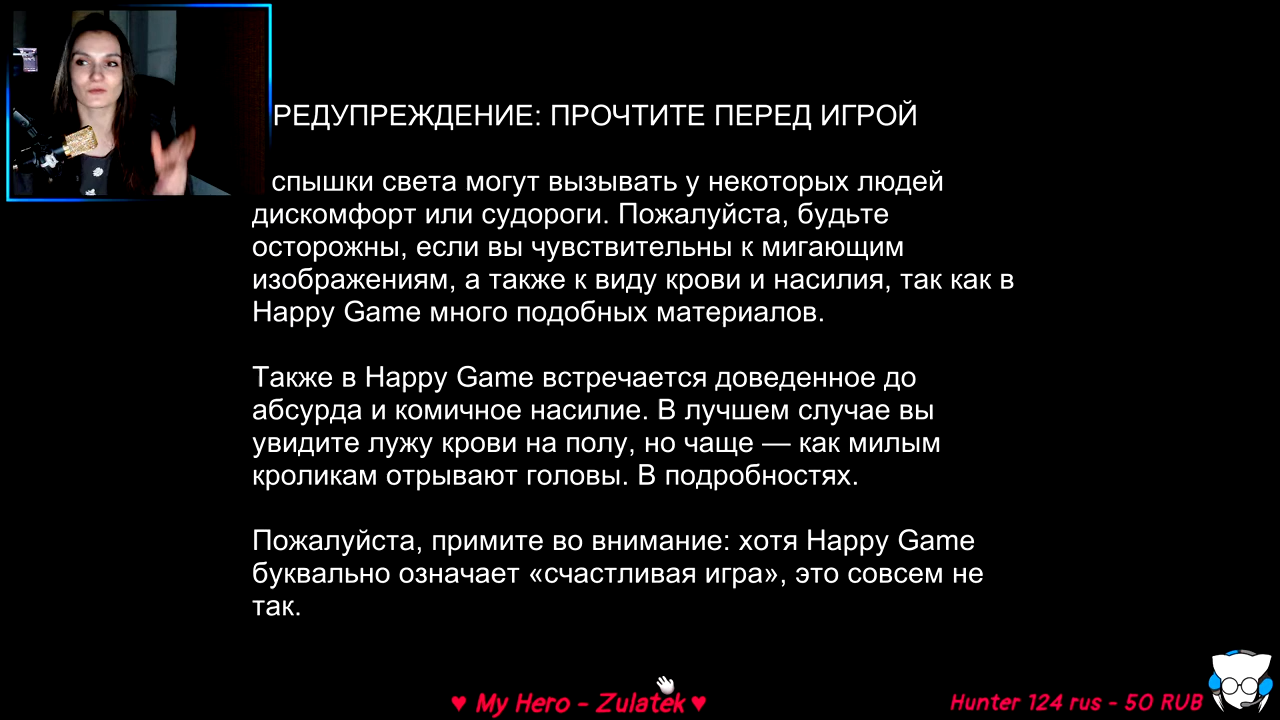 РЕДУПРЕЖДЕНИЕ: ПРОЧТИТЕ ПЕРЕД ИГРОЙ
спышки света могут вызывать у некоторых людей
дискомфорт или судороги. Пожалуйста, будьте
осторожны, если вы чувствительны к мигающим
изображениям, а также к виду крови и насилия, так как в
Happy Game много подобных материалов.
Также в Happy Game встречается доведенное до
абсурда и комичное насилие. В лучшем случае вы
увидите лужу крови на полу, но чаще — как милым
кроликам отрывают головы. В подробностях.
Пожалуйста, примите во внимание: хотя Happy Game
буквально означает «счастливая игра», это совсем не
так.
♥ My Hero - Zulatek ♥
Hunter 124 rus - 50 RUB